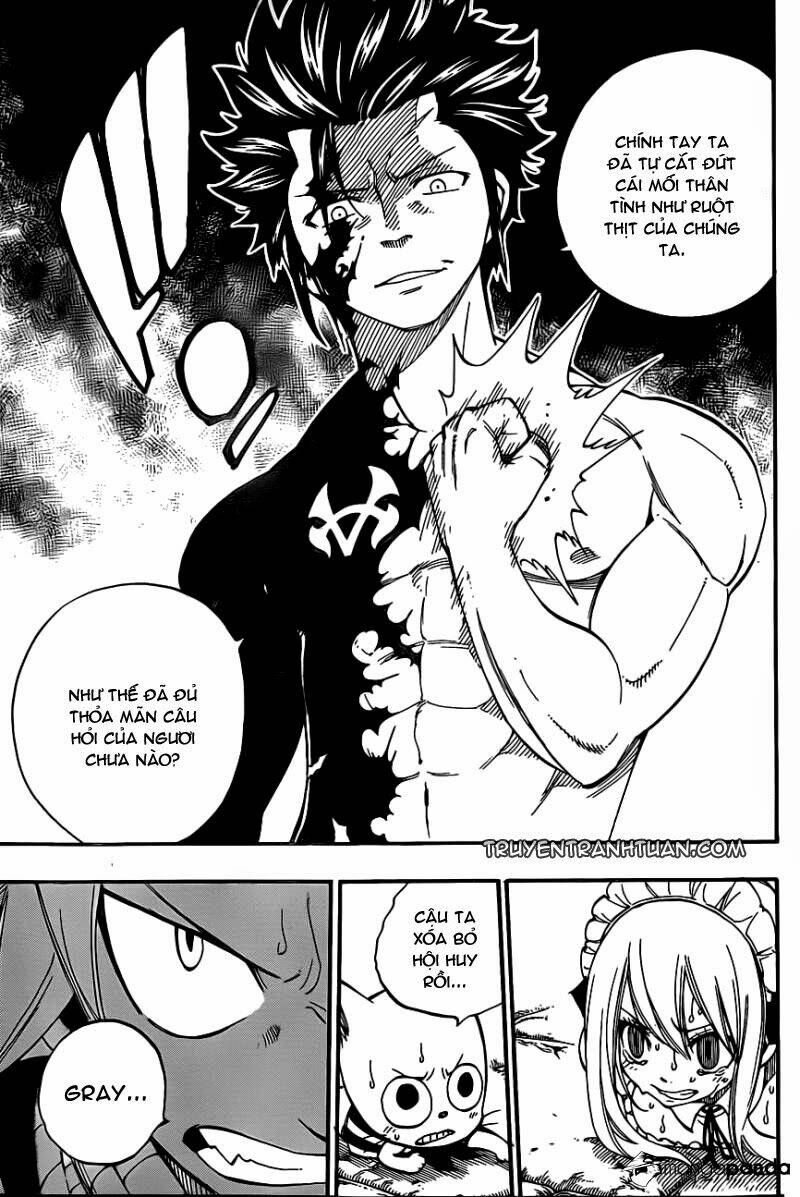 CHÍNH TAY TA
ĐÃ TỰ CẮT ĐỨT
CÁI MỐI THÂN
TÌNH NHƯ RUỘT
THỊT CỦA CHÚNG
TA.
NHƯ THẾ ĐÃ ĐỦ
THỎA MÃN CÂU
HỎI CỦA NGƯƠI
CHƯA NÀO?
TRUYENTRANHTUAN.COM
CẬU TA
XÓA BỎ
HỘI HUY
RỒI...
GRAY...